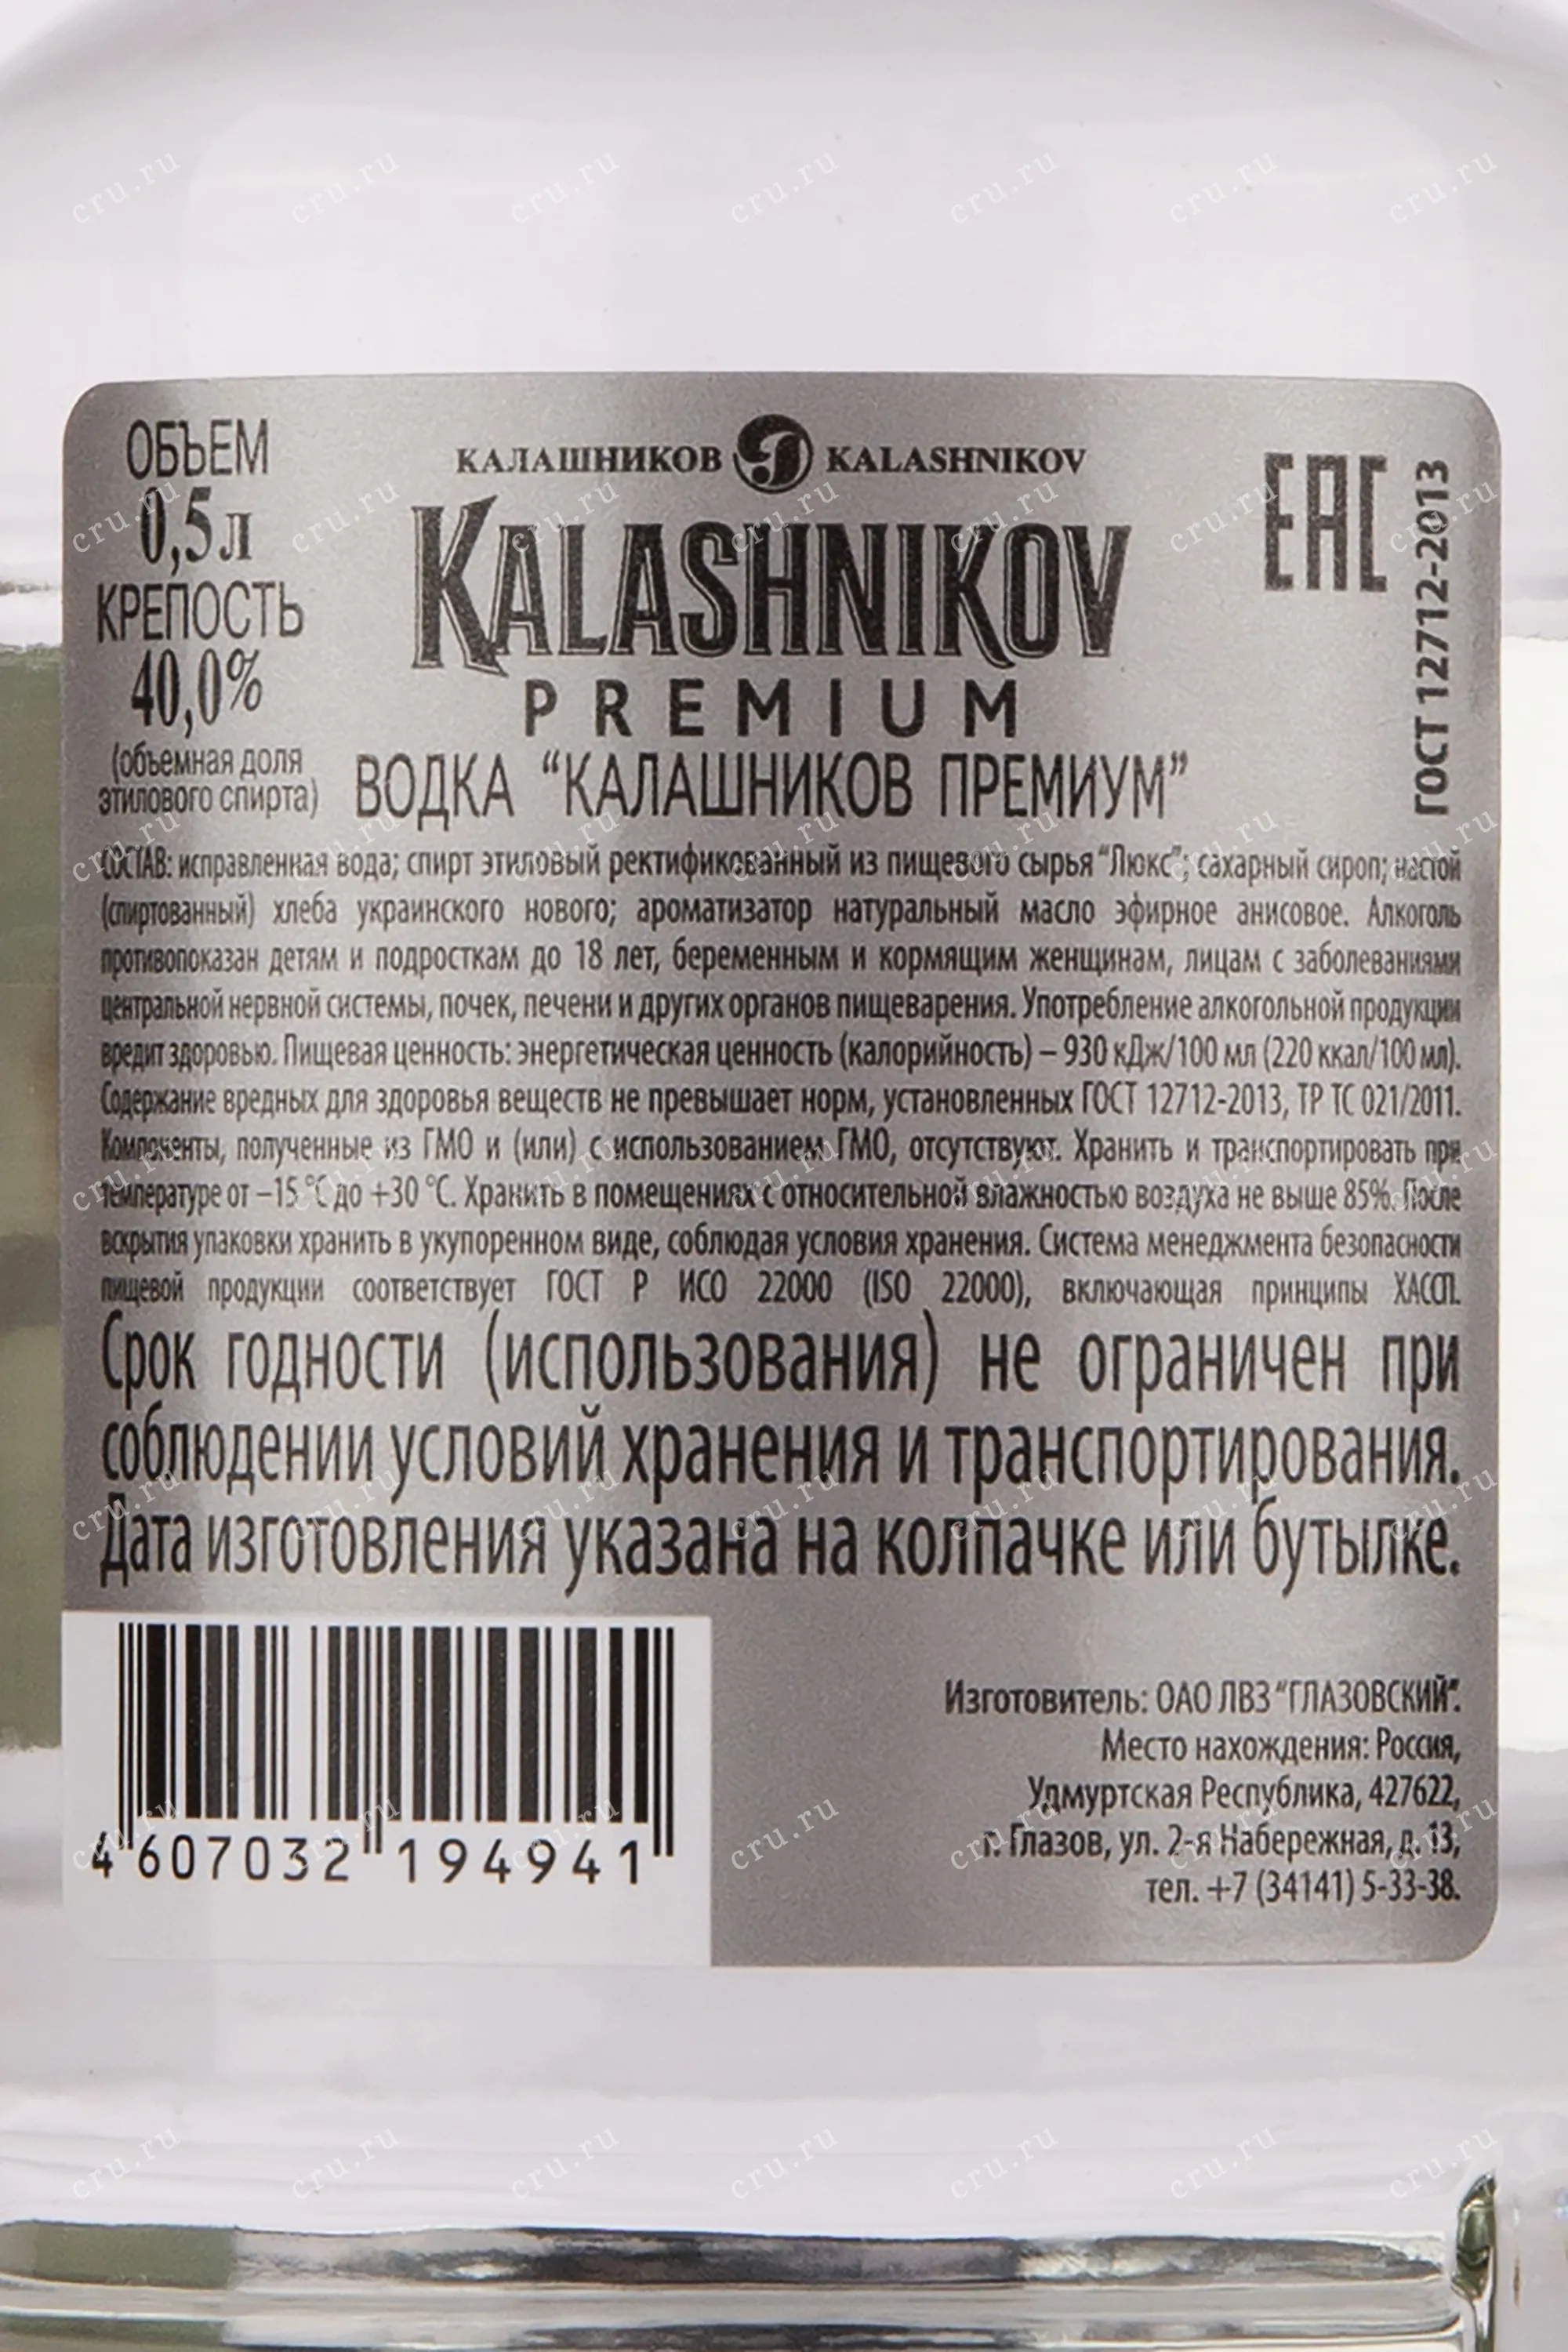 ОБЪЕМ
0,5 л
КРЕПОСТЬ
40,0%
(объемная доля
этилового спирта)
КАЛАШНИКОВ KALASHNIKOV
KALASHNIKOV
PREMIUM
ВОДКА “КАЛАШНИКОВ ПРЕМИУМ”
ЕАС
ГОСТ 12712-2013
СОСТАВ: исправленная вода; спирт этиловый ректификованный из пищевого сырья “Люкс”; сахарный сироп; настой
(спиртованный) хлеба украинского нового; ароматизатор натуральный масло эфирное анисовое. Алкоголь
противопоказан детям и подросткам до 18 лет, беременным и кормящим женщинам, лицам с заболеваниями
центральной нервной системы, почек, печени и других органов пищеварения. Употребление алкогольной продукции
вредит здоровью. Пищевая ценность: энергетическая ценность (калорийность) – 930 кДж/100 мл (220 ккал/100 мл).
Содержание вредных для здоровья веществ не превышает норм, установленных ГОСТ 12712-2013, ТР ТС 021/2011.
Компоненты, полученные из ГМО и (или) с использованием ГМО, отсутствуют. Хранить и транспортировать при
температуре от –15 °С до +30 °С. Хранить в помещениях с относительной влажностью воздуха не выше 85%. После
вскрытия упаковки хранить в укупоренном виде, соблюдая условия хранения. Система менеджмента безопасности
пищевой продукции соответствует ГОСТ Р ИСО 22000 (ISO 22000), включающая принципы ХАССП.
Срок годности (использования) не ограничен при
соблюдении условий хранения и транспортирования.
Дата изготовления указана на колпачке или бутылке.
4 607032 194941
Изготовитель: ОАО ЛВЗ “ГЛАЗОВСКИЙ”.
Место нахождения: Россия,
Удмуртская Республика, 427622,
г. Глазов, ул. 2-я Набережная, д. 13,
тел. +7 (34141) 5-33-38.
cru.ru